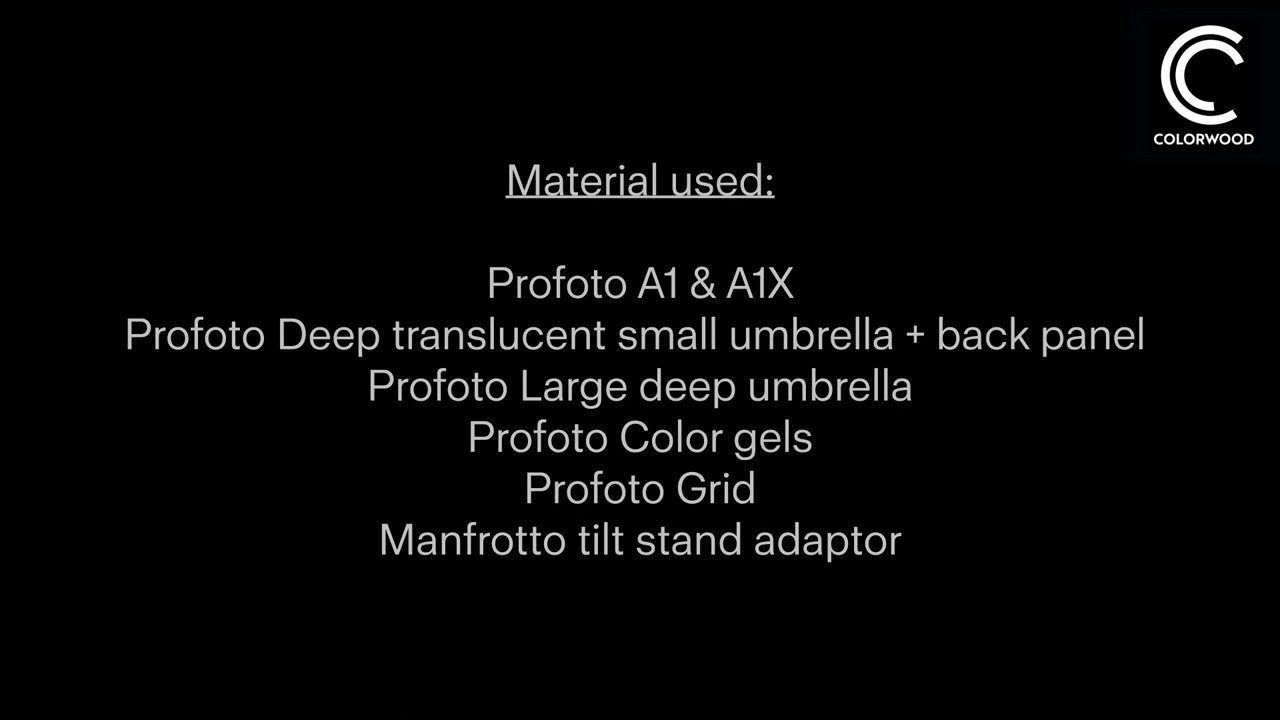 COLORWOOD
Material used:
Profoto A1 & A1X
Profoto Deep translucent small umbrella + back panel
Profoto Large deep umbrella
Profoto Color gels
Profoto Grid
Manfrotto tilt stand adaptor